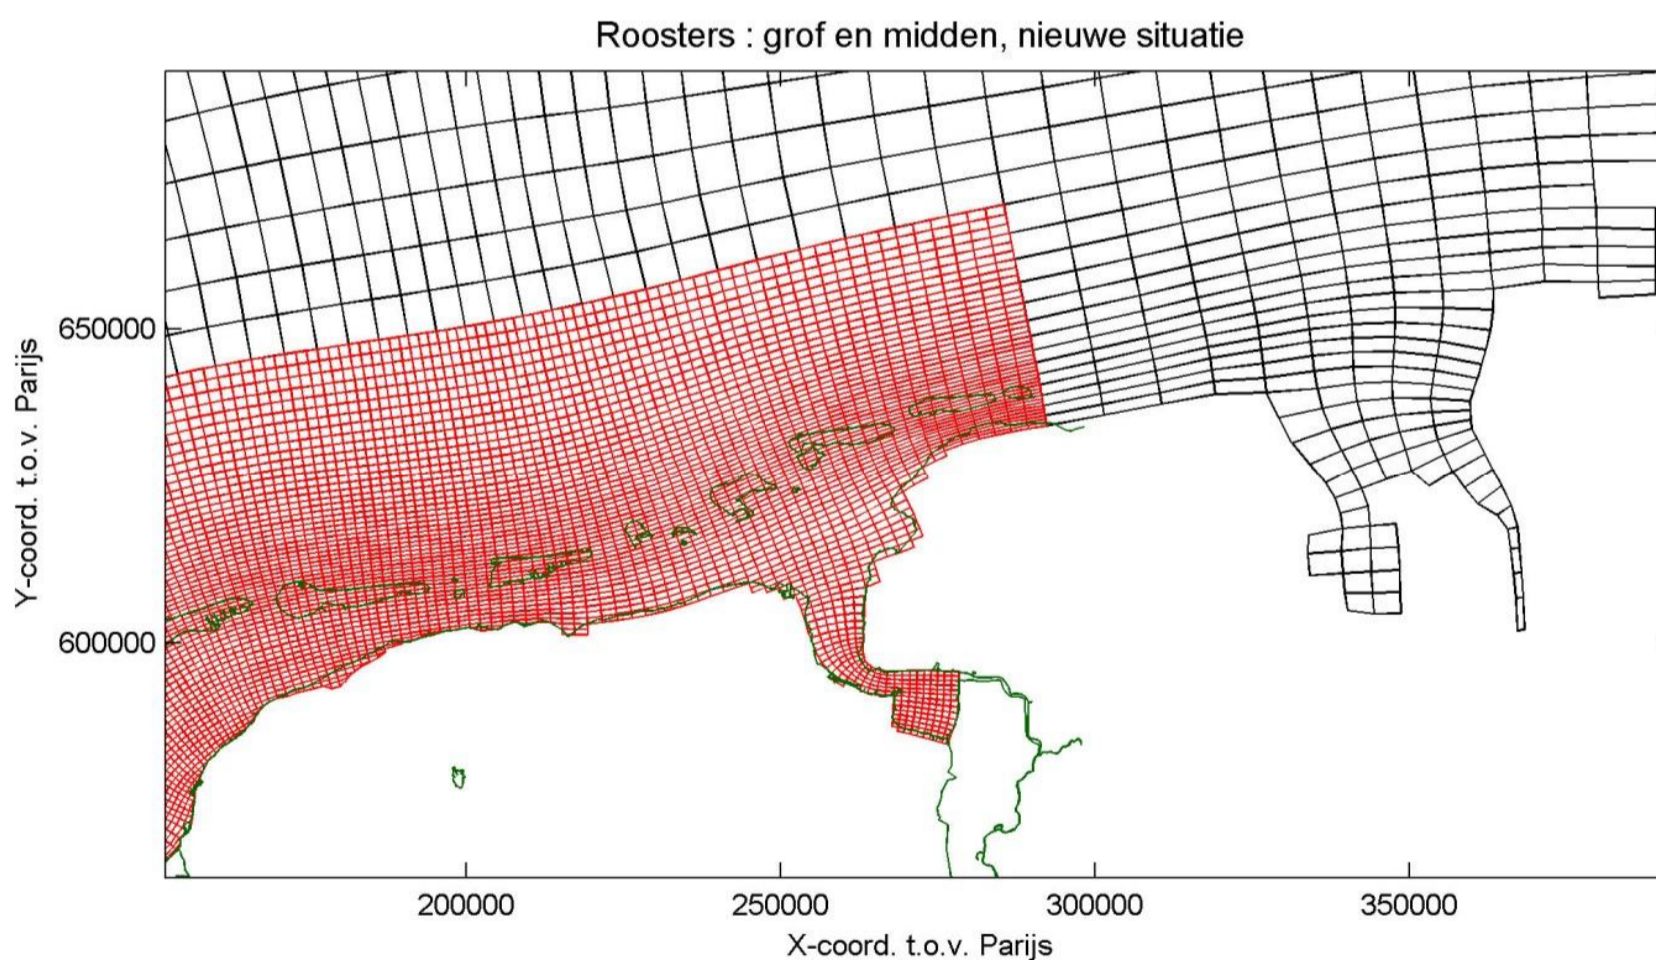 Roosters : grof en midden, nieuwe situatie
650000
600000
Y-coord. t.o.v. Parijs
200000 250000 300000 350000
X-coord. t.o.v. Parijs